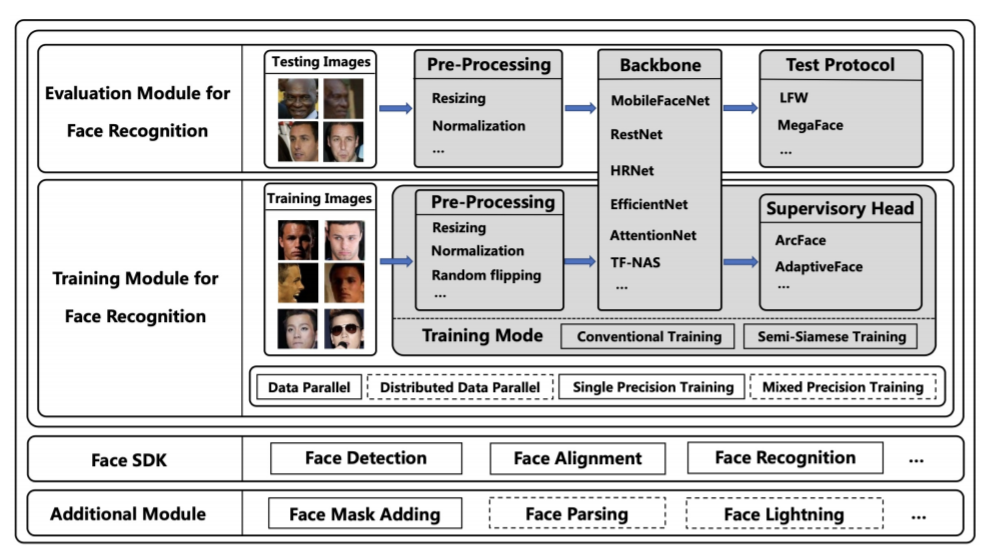 Evaluation Module for
Face Recognition
Testing Images
Pre-Processing
Resizing
Normalization
...
Backbone
MobileFaceNet
RestNet
HRNet
EfficientNet
AttentionNet
TF-NAS
...
Test Protocol
LFW
MegaFace
...
Training Module for
Face Recognition
Training Images
Pre-Processing
Resizing
Normalization
Random flipping
...
Supervisory Head
ArcFace
AdaptiveFace
...
Training Mode
Conventional Training
Semi-Siamese Training
Data Parallel
Distributed Data Parallel
Single Precision Training
Mixed Precision Training
Face SDK
Face Detection
Face Alignment
Face Recognition
...
Additional Module
Face Mask Adding
Face Parsing
Face Lightning
...